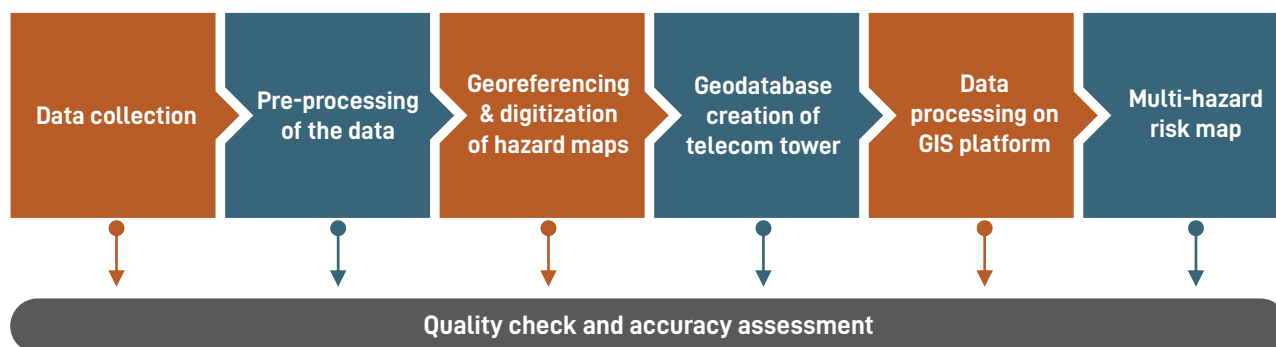 Data collection
Pre-processing
of the data
Georeferencing
& digitization
of hazard maps
Geodatabase
creation of
telecom tower
Data
processing on
GIS platform
Multi-hazard
risk map
Quality check and accuracy assessment